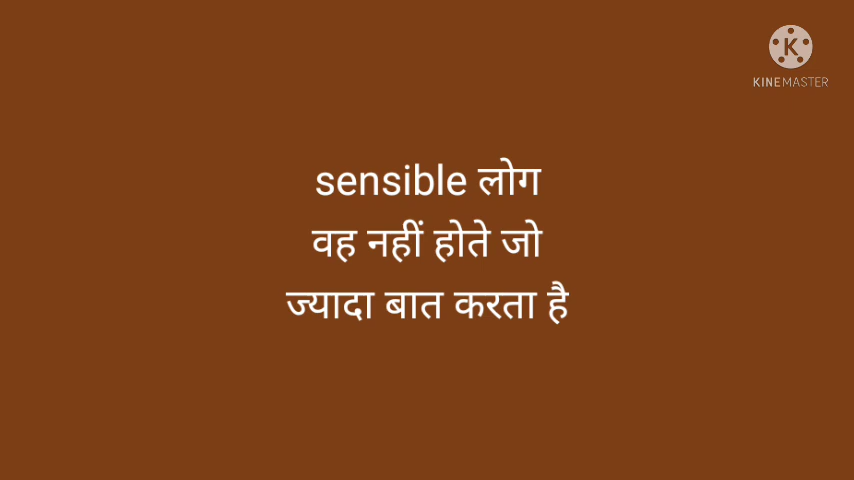 K
KINEMASTER
sensible लोग
वह नहीं होते जो
ज्यादा बात करता है